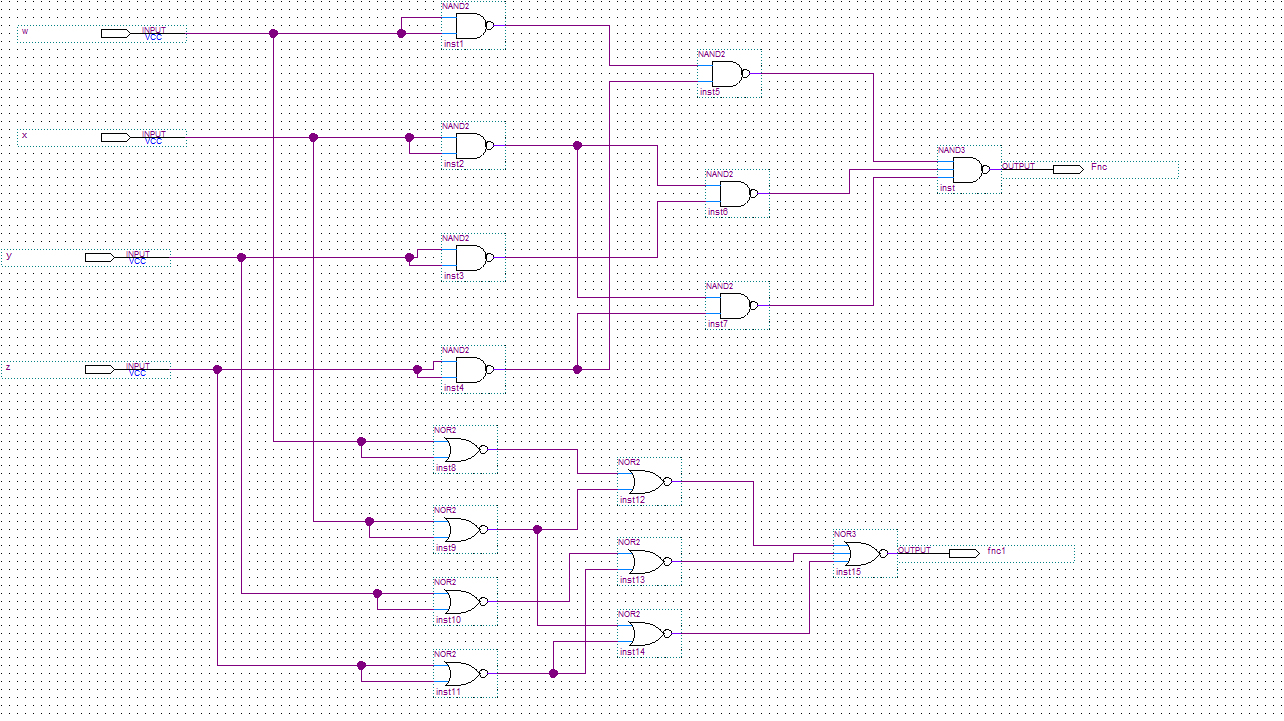 NAND2
w INPUT
VCC
inst1
NAND2
inst5
NAND2
x INPUT
VCC
inst2
NAND3
OUTPUT Fnc
inst
NAND2
inst6
NAND2
y INPUT
VCC
inst3
NAND2
inst7
NAND2
z INPUT
VCC
inst4
NOR2
inst8
NOR2
inst12
NOR2
inst9
NOR2
inst13
NOR3
OUTPUT fnc1
inst15
NOR2
inst10
NOR2
inst14
NOR2
inst11